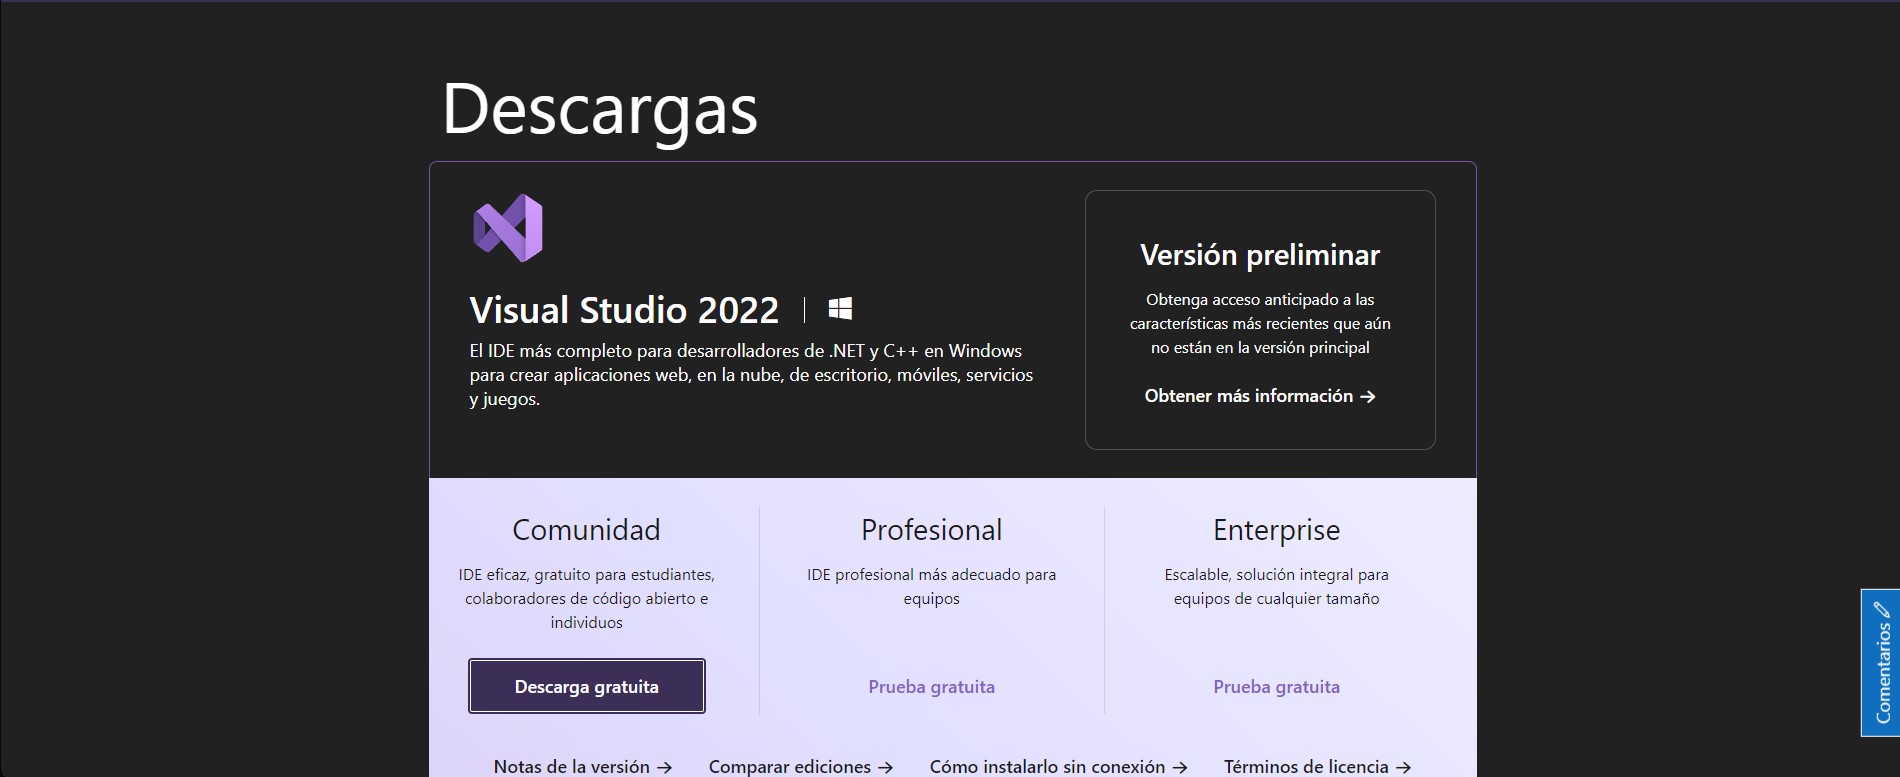 Descargas
Visual Studio 2022
El IDE más completo para desarrolladores de .NET y C++ en Windows
para crear aplicaciones web, en la nube, de escritorio, móviles, servicios
y juegos.
Versión preliminar
Obtenga acceso anticipado a las
características más recientes que aún
no están en la versión principal
Obtener más información →
Comunidad
IDE eficaz, gratuito para estudiantes,
colaboradores de código abierto e
individuos
Descarga gratuita
Profesional
IDE profesional más adecuado para
equipos
Prueba gratuita
Enterprise
Escalable, solución integral para
equipos de cualquier tamaño
Prueba gratuita
Notas de la versión →
Comparar ediciones →
Cómo instalarlo sin conexión →
Términos de licencia →
Comentarios